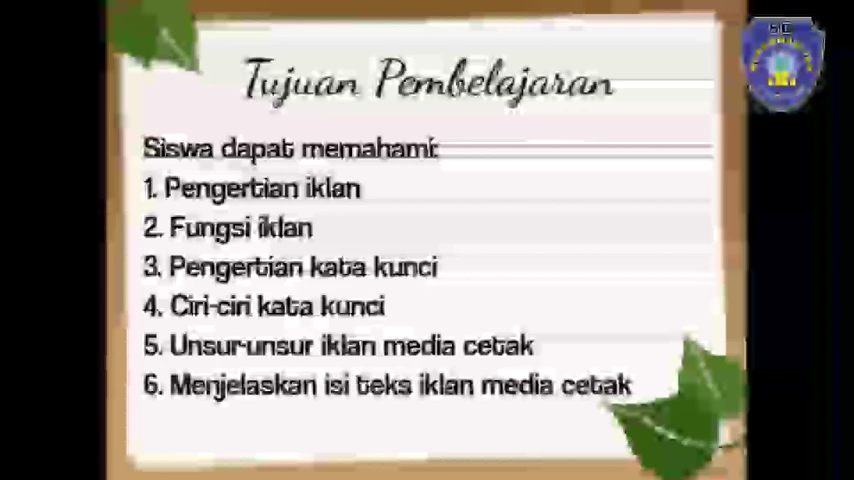 Tujuan Pembelajaran
Siswa dapat memahami:
1. Pengertian iklan
2. Fungsi iklan
3. Pengertian kata kunci
4. Ciri-ciri kata kunci
5. Unsur-unsur iklan media cetak
6. Menjelaskan isi teks iklan media cetak
SD